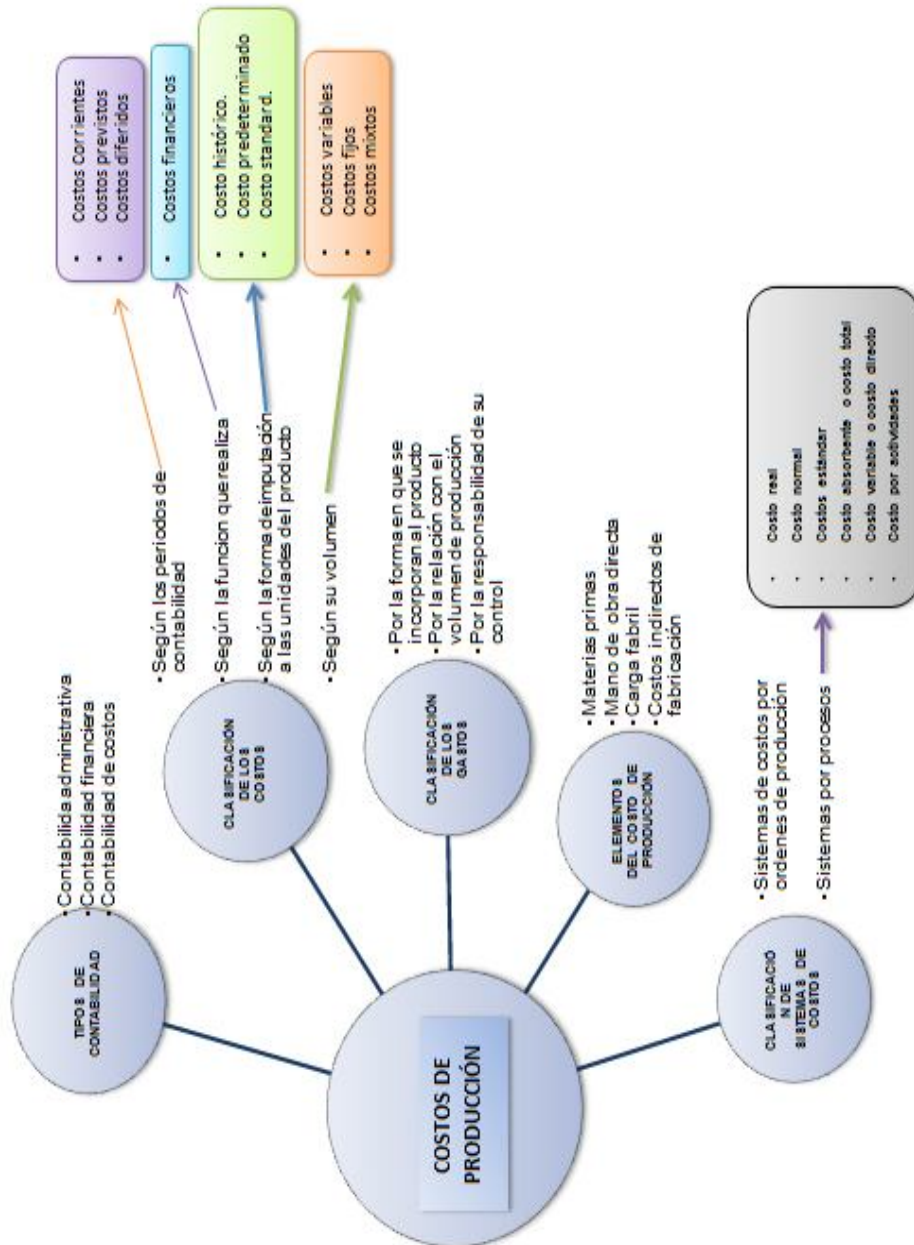 COSTOS DE
PRODUCCIÓN
TIPOS DE
CONTABILIDAD
• Contabilida administrativa
• Contabilidad financiera
• Contabilidad de costos
CLASIFICACIÓN
DE LOS
COSTOS
• Según los periodos de
contabilidad
• Según la funcion que realiza
• Según la forma de imputación
a las unidades del producto
• Según su volumen
• Costos Corrientes
• Costos previstos
• Costos diferidos
• Costos financieros
• Costo histórico.
• Costo predeterminado
• Costo standard.
• Costos variables
• Costos fijos
• Costos mixtos
CLASIFICACIÓN
DE LOS
GASTOS
• Por la forma en que se
incorporan al producto
• Por la relación con el
volumen de producción
• Por la responsabilidad de su
control
ELEMENTOS
DEL COSTO DE
PRODUCCIÓN
• Materias primas
• Mano de obra directa
• Carga fabril
• Costos indirectos de
fabricación
CLASIFICACIÓ
N DE
SISTEMAS DE
COSTOS
• Sistemas de costos por
ordenes de producción
• Sistemas por procesos
• Costo real
• Costo normal
• Costos estándar
• Costo absorbente o costo total
• Costo variable o costo directo
• Costo por actividades